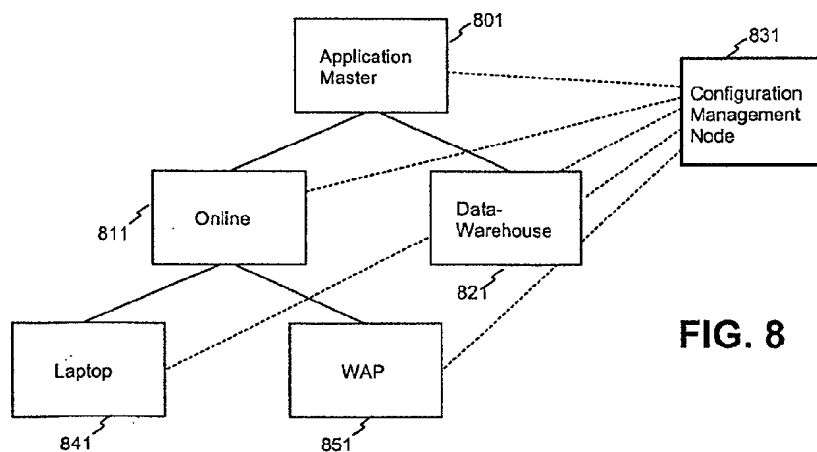 801
831
Application
Master
Configuration
Management
Node
811
Online
Data-
Warehouse
821
FIG. 8
Laptop
WAP
841
851